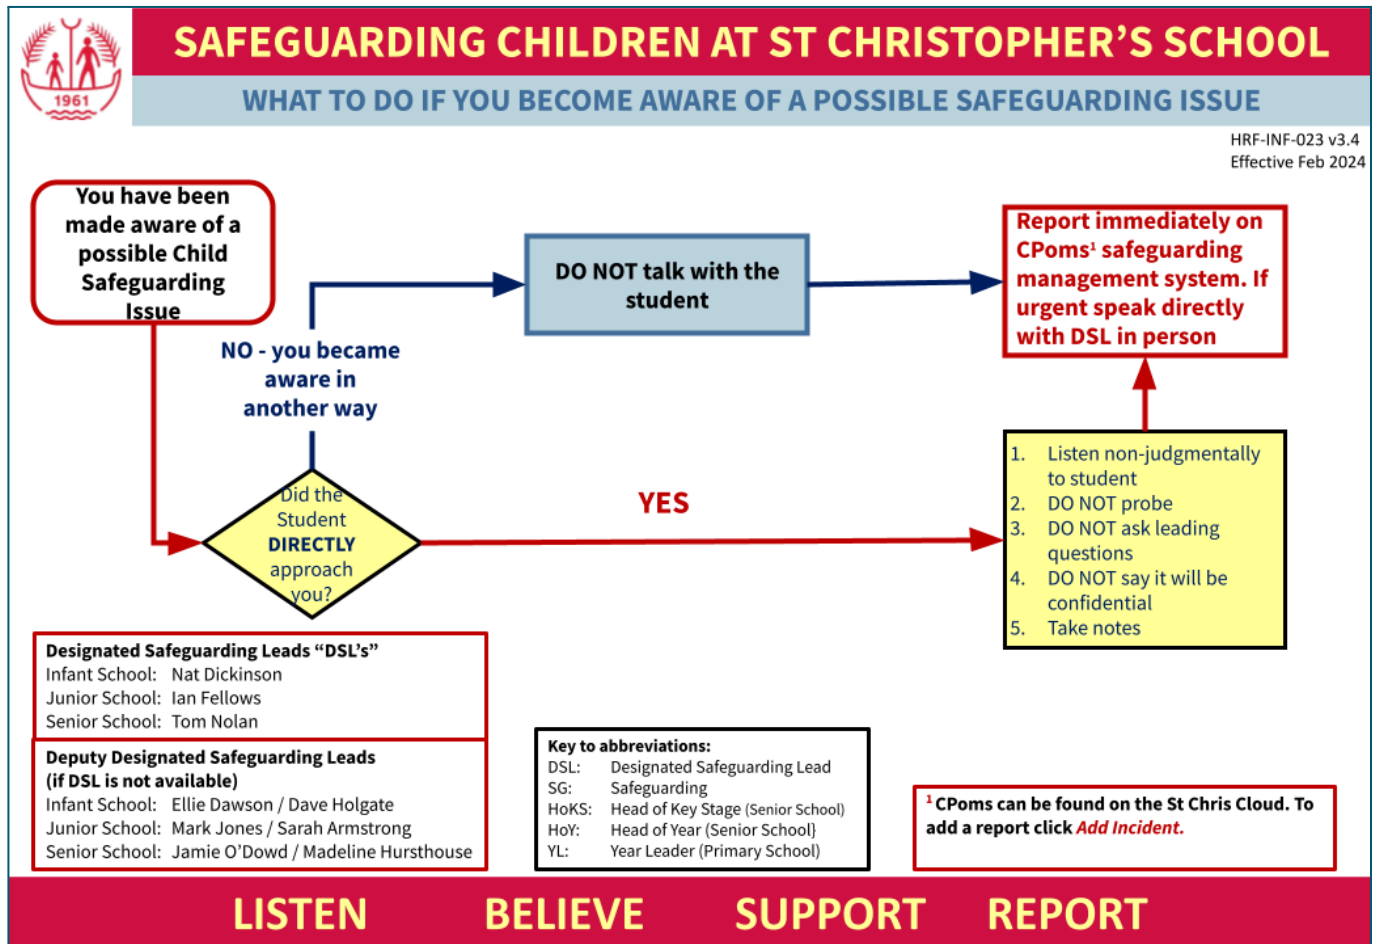 SAFEGUARDING CHILDREN AT ST CHRISTOPHER'S SCHOOL
WHAT TO DO IF YOU BECOME AWARE OF A POSSIBLE SAFEGUARDING ISSUE
1961
HRF-INF-023 v3.4
Effective Feb 2024
You have been
made aware of a
possible Child
Safeguarding
Issue
DO NOT talk with the
student
Report immediately on
CPoms¹ safeguarding
management system. If
urgent speak directly
with DSL in person
NO - you became
aware in
another way
Did the
Student
DIRECTLY
approach
you?
YES
1. Listen non-judgmentally
to student
2. DO NOT probe
3. DO NOT ask leading
questions
4. DO NOT say it will be
confidential
5. Take notes
Designated Safeguarding Leads “DSL’s”
Infant School: Nat Dickinson
Junior School: Ian Fellows
Senior School: Tom Nolan
Deputy Designated Safeguarding Leads
(if DSL is not available)
Infant School: Ellie Dawson / Dave Holgate
Junior School: Mark Jones / Sarah Armstrong
Senior School: Jamie O’Dowd / Madeline Hursthouse
Key to abbreviations:
DSL: Designated Safeguarding Lead
SG: Safeguarding
HoKS: Head of Key Stage (Senior School)
HoY: Head of Year (Senior School}
YL: Year Leader (Primary School)
¹ CPoms can be found on the St Chris Cloud. To
add a report click Add Incident.
LISTEN BELIEVE SUPPORT REPORT